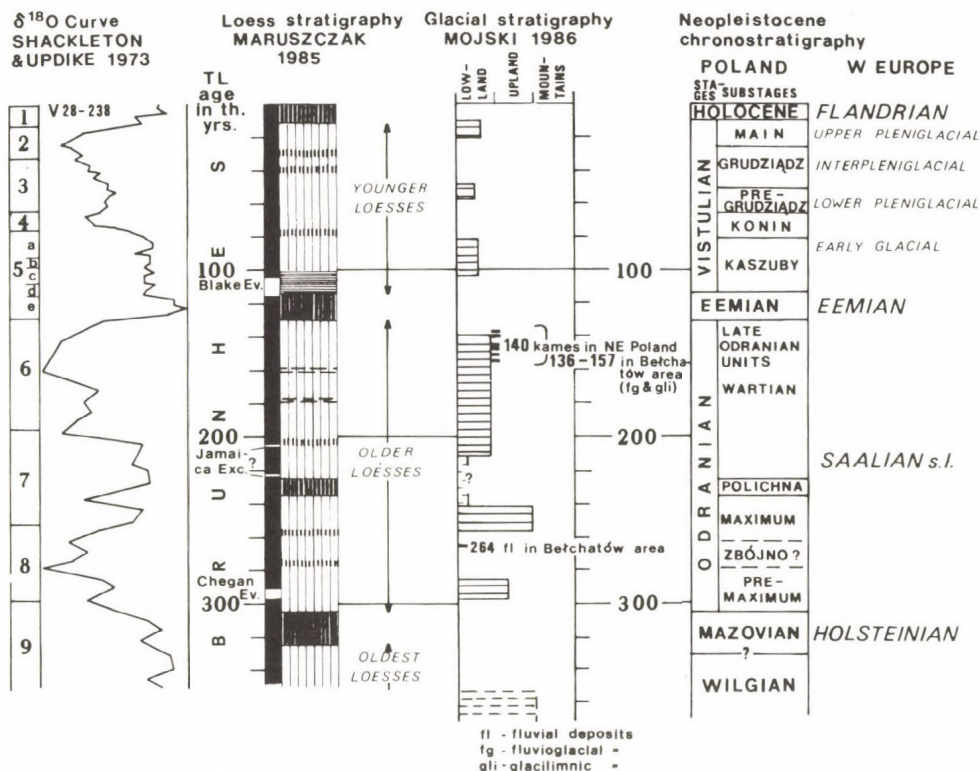 δ18O Curve
SHACKLETON
& UPDIKE 1973
Loess stratigraphy
MARUSZCZAK
1985
Glacial stratigraphy
MOJSKI 1986
Neopleistocene
chronostratigraphy
POLAND
W EUROPE
TL
age
in th.
yrs.
LOW-
LAND
UPLAND
MOUN-
TAINS
STA-
GES
SUBSTAGES
V 28-238
1
2
3
4
5
a
b
c
d
e
6
7
8
9
BRUNHES
100
Blake Ev.
200
Jamai-
ca Exc.
?
Chegan
Ev.
300
YOUNGER
LOESSES
OLDER
LOESSES
OLDEST
LOESSES
140 kames in NE Poland
136-157 in Bełcha-
tów area
(fg & gli)
?
264 fl in Bełchatów area
100
200
300
HOLOCENE
FLANDRIAN
VISTULIAN
MAIN
UPPER PLENIGLACIAL
GRUDZIĄDZ
INTERPLENIGLACIAL
PRE-
GRUDZIĄDZ
LOWER PLENIGLACIAL
KONIN
EARLY GLACIAL
KASZUBY
EEMIAN
EEMIAN
ODRANIAN
LATE
ODRANIAN
UNITS
WARTIAN
SAALIAN s.l.
POLICHNA
MAXIMUM
ZBÓJNO ?
PRE-
MAXIMUM
MAZOVIAN
HOLSTEINIAN
?
WILGIAN
fl - fluvial deposits
fg - fluvioglacial "
gli - glacilimnic "